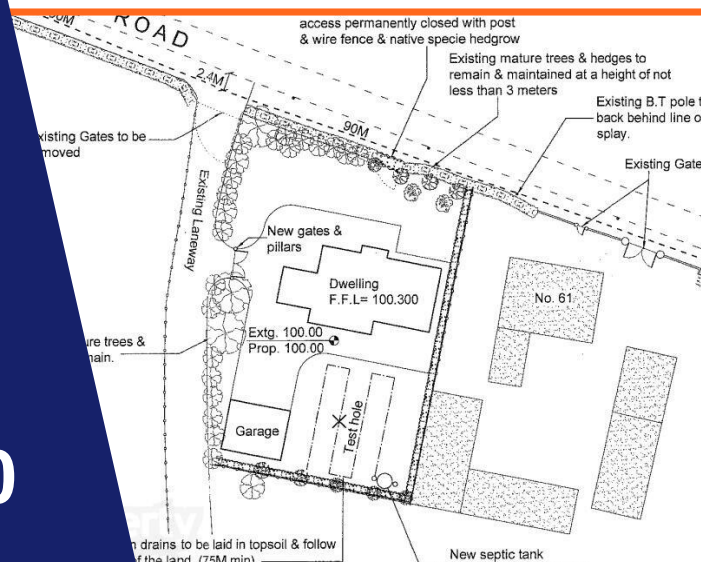 ROAD
access permanently closed with post
& wire fence & native specie hedgrow
Existing mature trees & hedges to
remain & maintained at a height of not
less than 3 meters
2.4M
90M
Existing B.T pole
back behind line
splay.
Gates to be
Existing Gate
Existing Laneway
New gates &
pillars
Dwelling
F.F.L= 100.300
No. 61
Extg. 100.00
Prop. 100.00
trees &
Garage
Test hole
drains to be laid in topsoil & follow
of the land. (75M min)
New septic tank